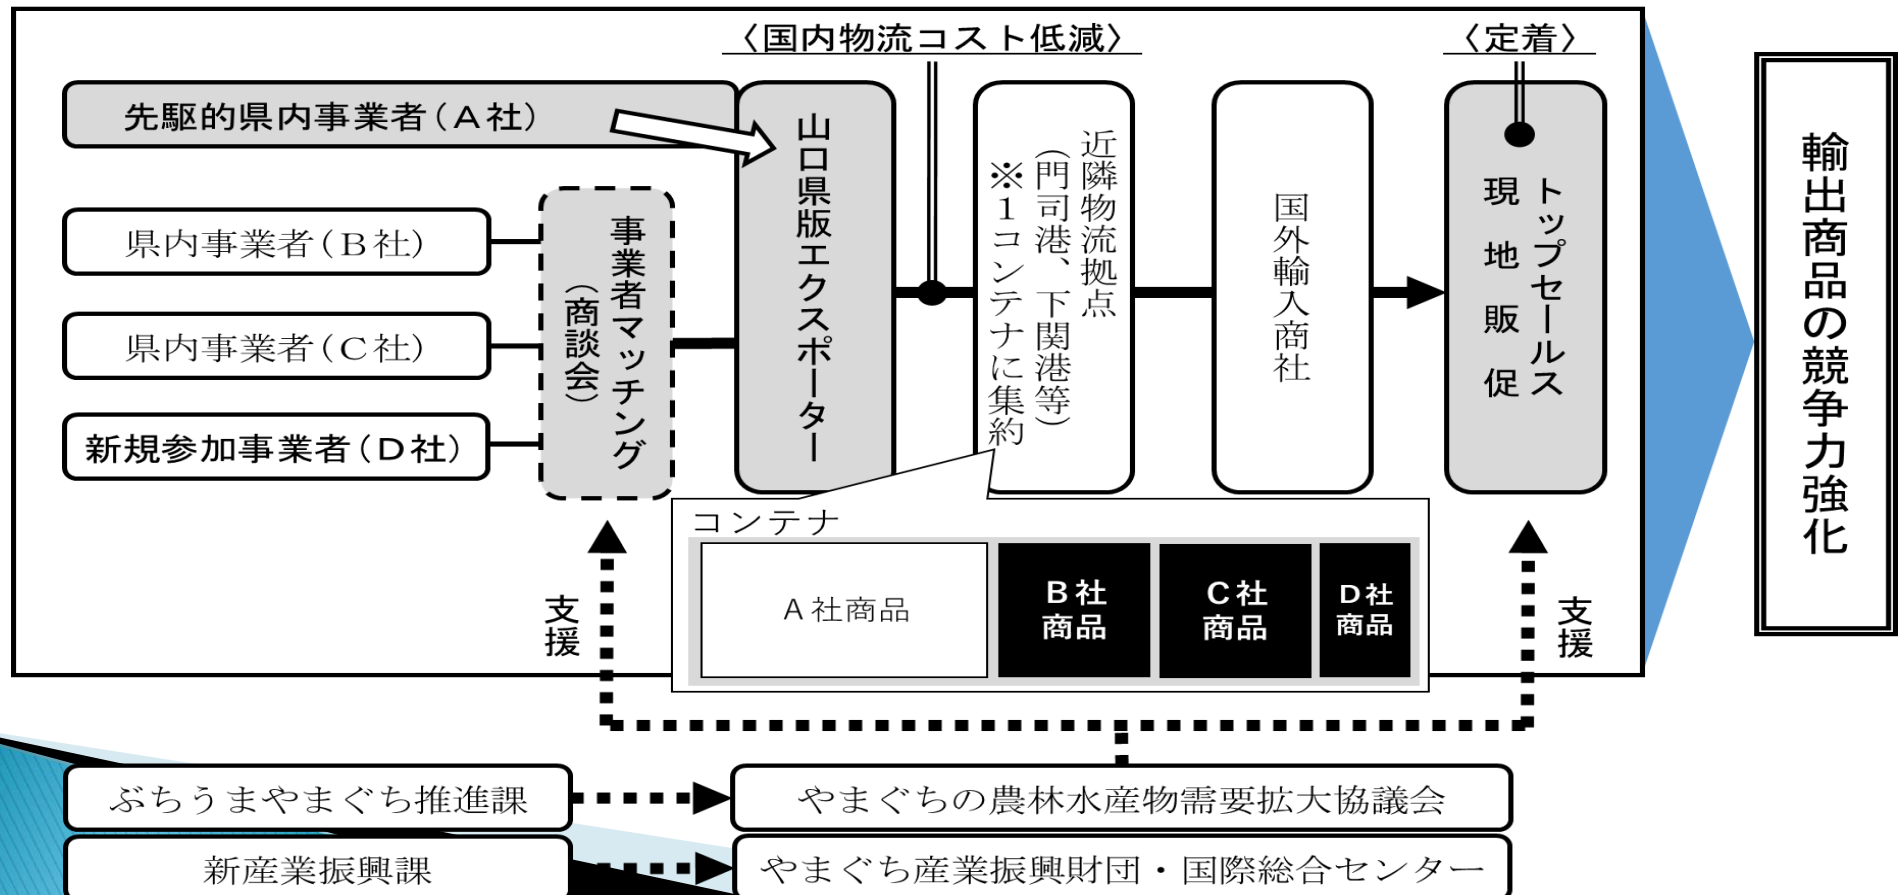 〈国内物流コスト低減〉
〈定着〉
先駆的県内事業者(A社)
県内事業者(B社)
県内事業者(C社)
新規参加事業者(D社)
事業者マッチング
(商談会)
山口県版エクスポーター
近隣物流拠点
(門司港、下関港等)
※1コンテナに集約
国外輸入商社
トップセールス
現地販促
輸出商品の競争力強化
コンテナ
A社商品
B社
商品
C社
商品
D社
商品
支援
支援
ぶちうまやまぐち推進課
やまぐちの農林水産物需要拡大協議会
新産業振興課
やまぐち産業振興財団・国際総合センター